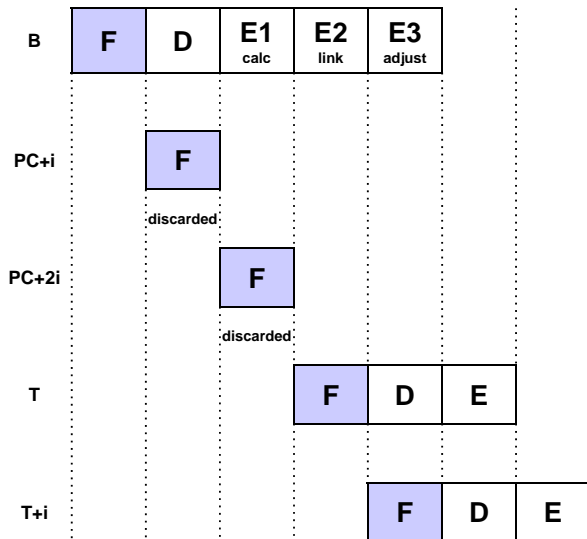 B F D E1 E2 E3
calc link adjust
PC+i F
discarded
PC+2i F
discarded
T F D E
T+i F D E